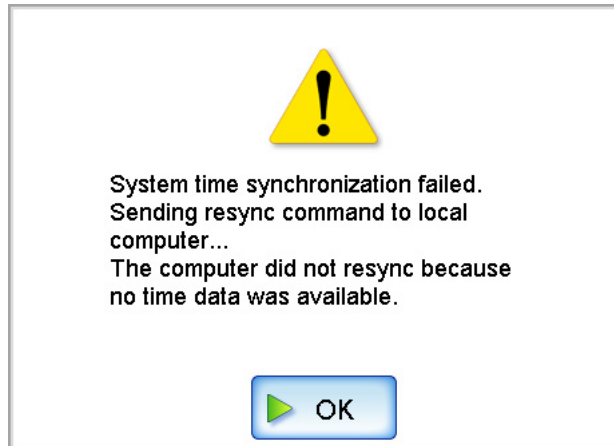 System time synchronization failed.
Sending resync command to local
computer...
The computer did not resync because
no time data was available.
OK